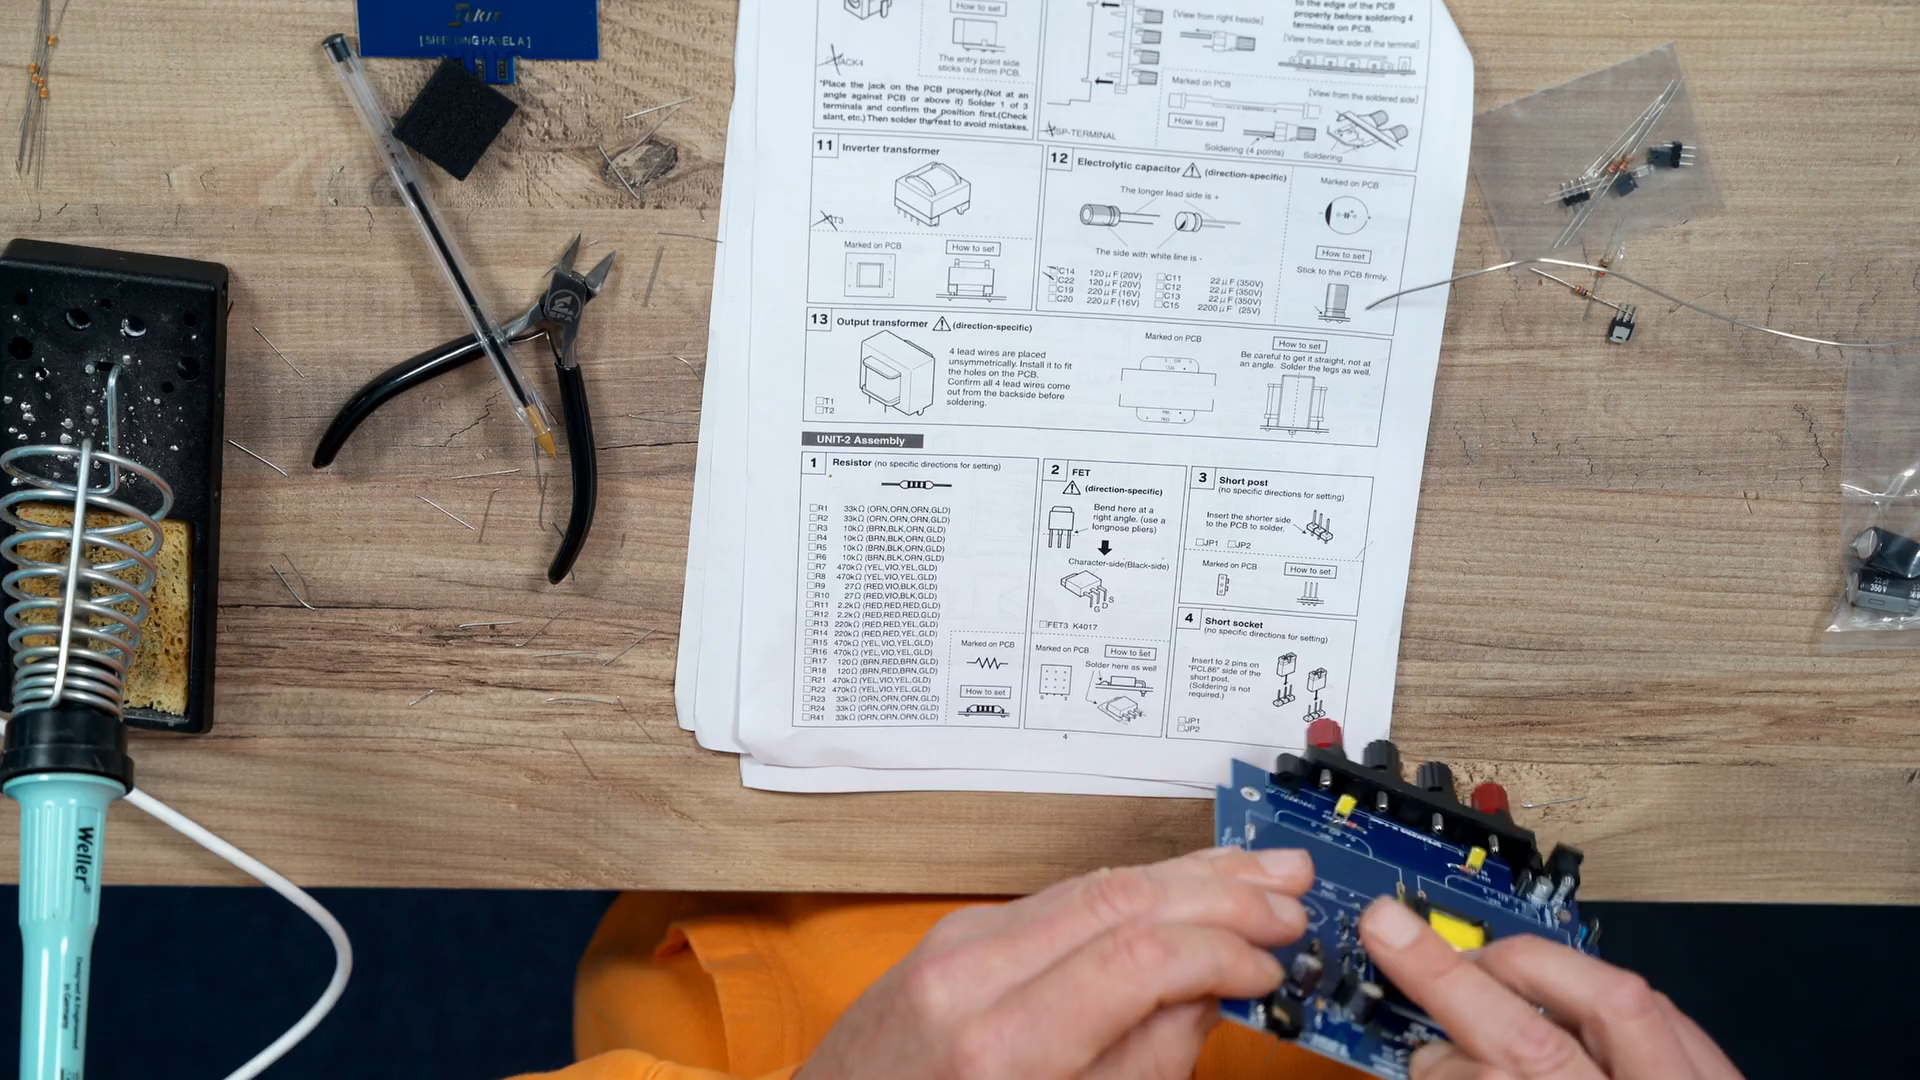 [ SHIELDING PANEL A ]
How to set
The entry point side
sticks out from PCB.
JACK4
*Place the jack on the PCB properly.(Not at an
angle against PCB or above it) Solder 1 of 3
terminals and confirm the position first.(Check
slant, etc.) Then solder the rest to avoid mistakes.
[View from right beside]
to the edge of the PCB
properly before soldering 4
terminals on PCB.
[View from back side of the terminal]
Marked on PCB
[View from the soldered side]
How to set
SP-TERMINAL
Soldering (4 points)
Soldering
11 Inverter transformer
T3
Marked on PCB
How to set
12 Electrolytic capacitor (direction-specific)
The longer lead side is +
The side with white line is -
C14 120μF (20V)
C22 120μF (20V)
C19 220μF (16V)
C20 220μF (16V)
C11 22μF (350V)
C12 22μF (350V)
C13 22μF (350V)
C15 2200μF (25V)
Marked on PCB
How to set
Stick to the PCB firmly.
13 Output transformer (direction-specific)
4 lead wires are placed
unsymmetrically. Install it to fit
the holes on the PCB.
Confirm all 4 lead wires come
out from the backside before
soldering.
T1
T2
Marked on PCB
How to set
Be careful to get it straight, not at
an angle. Solder the legs as well.
UNIT-2 Assembly
1 Resistor (no specific directions for setting)
R1 33kΩ (ORN,ORN,ORN,GLD)
R2 33kΩ (ORN,ORN,ORN,GLD)
R3 10kΩ (BRN,BLK,ORN,GLD)
R4 10kΩ (BRN,BLK,ORN,GLD)
R5 10kΩ (BRN,BLK,ORN,GLD)
R6 10kΩ (BRN,BLK,ORN,GLD)
R7 470kΩ (YEL,VIO,YEL,GLD)
R8 470kΩ (YEL,VIO,YEL,GLD)
R9 27Ω (RED,VIO,BLK,GLD)
R10 27Ω (RED,VIO,BLK,GLD)
R11 2.2kΩ (RED,RED,RED,GLD)
R12 2.2kΩ (RED,RED,RED,GLD)
R13 220kΩ (RED,RED,YEL,GLD)
R14 220kΩ (RED,RED,YEL,GLD)
R15 470kΩ (YEL,VIO,YEL,GLD)
R16 470kΩ (YEL,VIO,YEL,GLD)
R17 120Ω (BRN,RED,BRN,GLD)
R18 120Ω (BRN,RED,BRN,GLD)
R21 470kΩ (YEL,VIO,YEL,GLD)
R22 470kΩ (YEL,VIO,YEL,GLD)
R23 33kΩ (ORN,ORN,ORN,GLD)
R24 33kΩ (ORN,ORN,ORN,GLD)
R41 33kΩ (ORN,ORN,ORN,GLD)
Marked on PCB
How to set
2 FET
(direction-specific)
Bend here at a
right angle. (use a
longnose pliers)
Character-side(Black-side)
G D S
FET3 K4017
Marked on PCB
How to set
Solder here as well
3 Short post
(no specific directions for setting)
Insert the shorter side
to the PCB to solder.
JP1 JP2
Marked on PCB
How to set
4 Short socket
(no specific directions for setting)
Insert to 2 pins on
"PCL86" side of the
short post.
(Soldering is not
required.)
JP1
JP2
4
Weller®
Designed & Engineered
in Germany
350 V